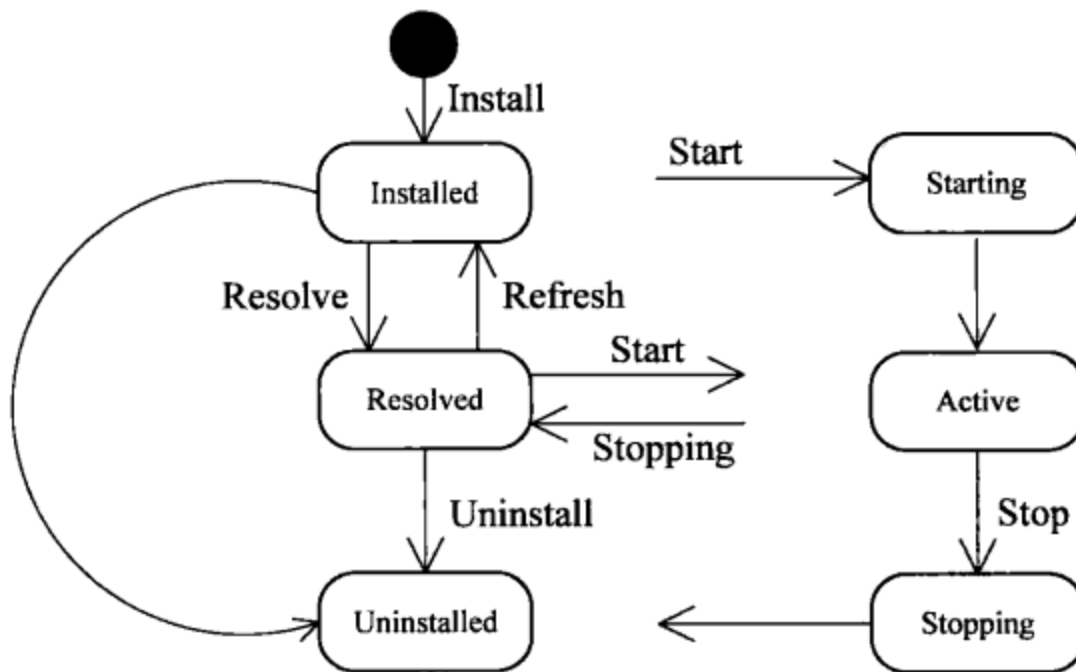 Install
Start
Installed
Starting
Resolve
Refresh
Start
Resolved
Active
Stopping
Uninstall
Stop
Uninstalled
Stopping